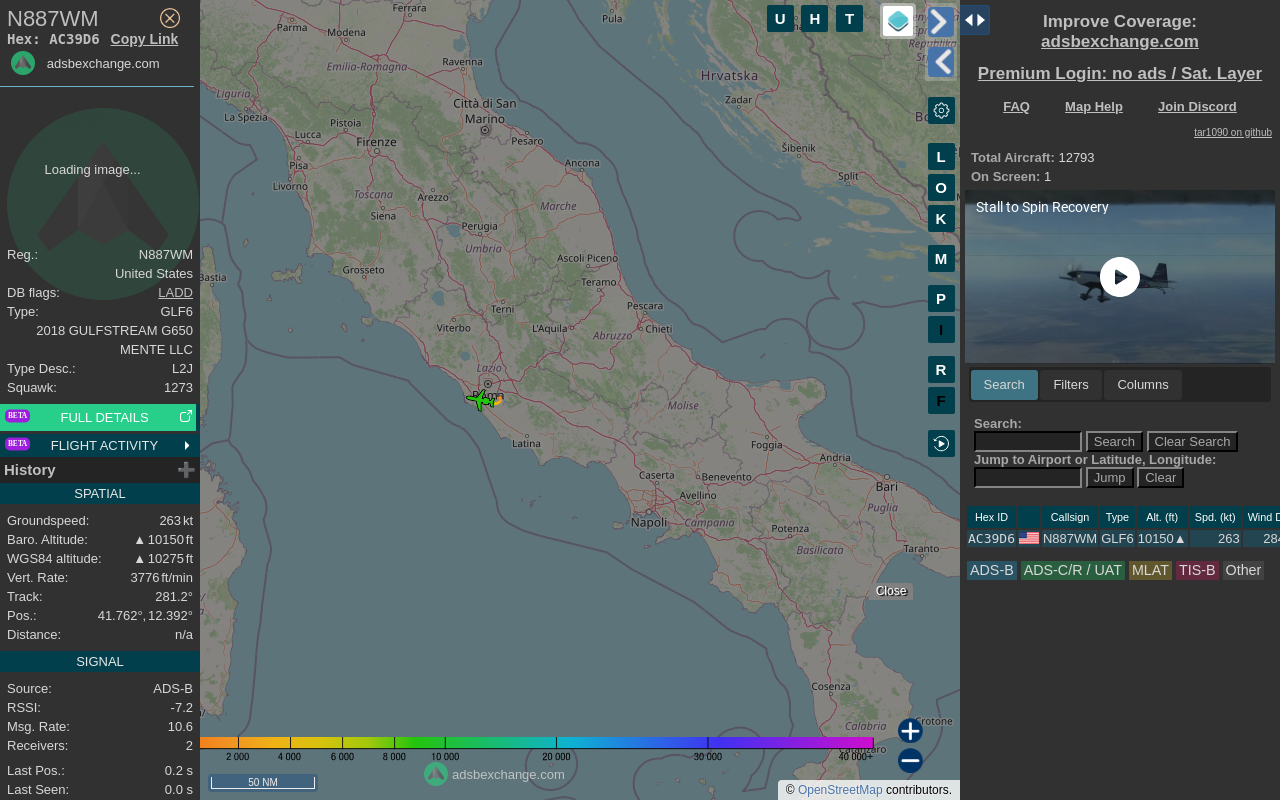 N887WM
Hex: AC39D6 Copy Link
adsbexchange.com
Loading image...
Reg.: N887WM
United States
DB flags: LADD
Type: GLF6
2018 GULFSTREAM G650
MENTE LLC
Type Desc.: L2J
Squawk: 1273
BETA FULL DETAILS
BETA FLIGHT ACTIVITY
History
SPATIAL
Groundspeed: 263 kt
Baro. Altitude: ▲ 10150 ft
WGS84 altitude: ▲ 10275 ft
Vert. Rate: 3776 ft/min
Track: 281.2°
Pos.: 41.762°, 12.392°
Distance: n/a
SIGNAL
Source: ADS-B
RSSI: -7.2
Msg. Rate: 10.6
Receivers: 2
Last Pos.: 0.2 s
Last Seen: 0.0 s
Ferrara
Parma
Modena
Pula
Emilia-Romagna
Ravenna
Hrvatska
Liguria
La Spezia
Città di San
Marino
Zadar
Pistoia
Lucca
Firenze
Pesaro
Pisa
Ancona
Šibenik
Livorno
Toscana
Arezzo
Split
Siena
Marche
Perugia
Umbria
Grosseto
Ascoli Piceno
Bastia
Teramo
Terni
Pescara
Viterbo
L'Aquila
Chieti
Abruzzo
Lazio
Roma
Molise
Latina
Foggia
Andria
Caserta
Benevento
Bari
Avellino
Napoli
Campania
Puglia
Potenza
Basilicata
Taranto
Close
Cosenza
Calabria
Crotone
Catanzaro
U H T
L
O
K
M
P
I
R
F
2 000 4 000 6 000 8 000 10 000 20 000 30 000 40 000+
50 NM
adsbexchange.com
© OpenStreetMap contributors.
Improve Coverage:
adsbexchange.com
Premium Login: no ads / Sat. Layer
FAQ Map Help Join Discord
tar1090 on github
Total Aircraft: 12793
On Screen: 1
Stall to Spin Recovery
Search Filters Columns
Search:
Search Clear Search
Jump to Airport or Latitude, Longitude:
Jump Clear
Hex ID Callsign Type Alt. (ft) Spd. (kt) Wind D
AC39D6 N887WM GLF6 10150▲ 263 284
ADS-B ADS-C/R / UAT MLAT TIS-B Other